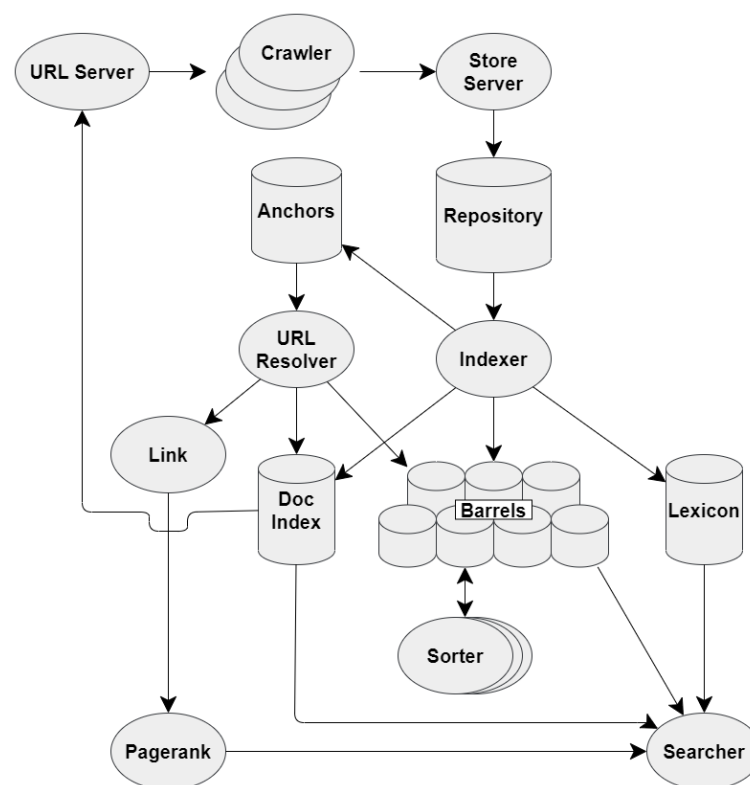 Crawler
URL Server
Store
Server
Anchors
Repository
URL
Resolver
Indexer
Link
Doc
Index
Barrels
Lexicon
Sorter
Pagerank
Searcher